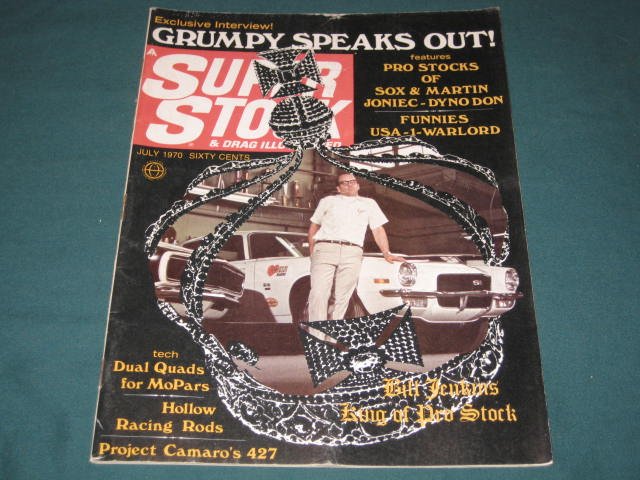 Exclusive Interview!
GRUMPY SPEAKS OUT!
A
SUPER
STOCK
& DRAG ILLUSTRATED
JULY 1970 SIXTY CENTS
features
PRO STOCKS
OF
SOX & MARTIN
JONIEC - DYNO DON
FUNNIES
USA-1-WARLORD
tech
Dual Quads
for MoPars
Hollow
Racing Rods
Project Camaro's 427
Bill Jenkins
King of Pro Stock